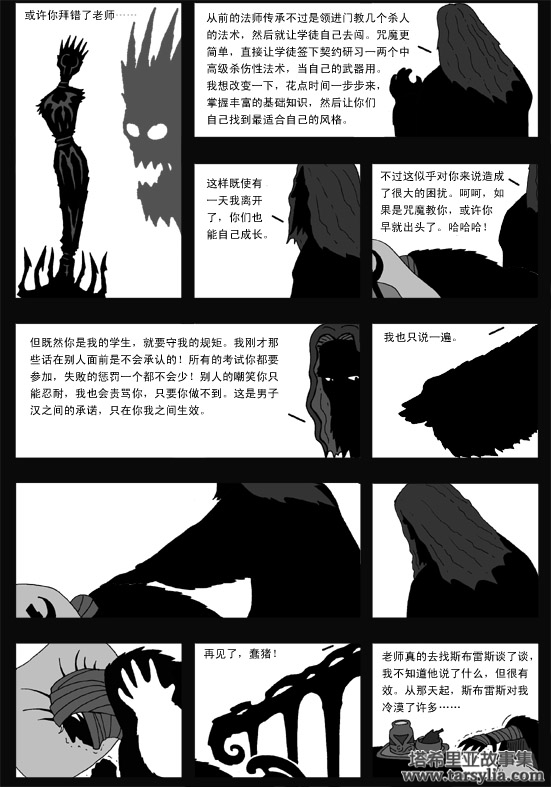 或许你拜错了老师……
从前的法师传承不过是领进门教几个杀人
的法术，然后就让学徒自己去闯。咒魔更
简单，直接让学徒签下契约研习一两个中
高级杀伤性法术，当自己的武器用。
我想改变一下，花点时间一步步来，
掌握丰富的基础知识，然后让你们
自己找到最适合自己的风格。
这样既使有
一天我离开
了，你们也
能自己成长。
不过这似乎对你来说造成
了很大的困扰。呵呵，如
果是咒魔教你，或许你
早就出头了。哈哈哈！
但既然你是我的学生，就要守我的规矩。我刚才那
些话在别人面前是不会承认的！所有的考试你都要
参加，失败的惩罚一个都不会少！别人的嘲笑你只
能忍耐，我也会责骂你，只要你做不到。这是男子
汉之间的承诺，只在你我之间生效。
我也只说一遍。
再见了，蠢猪！
老师真的去找斯布雷斯谈了谈，
我不知道他说了什么，但很有
效。从那天起，斯布雷斯对我
冷漠了许多……
塔希里亚故事集
www.tarsylia.com